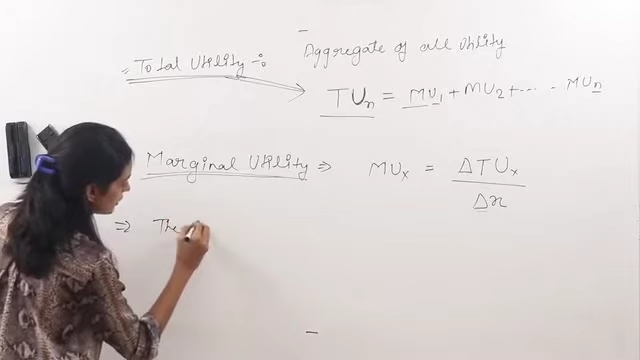 Total Utility -: Aggregate of all Utility
TUn = MU1 + MU2 + ---- - MUn
Marginal Utility ⇒ MUx = ΔTUx / Δx
⇒ The